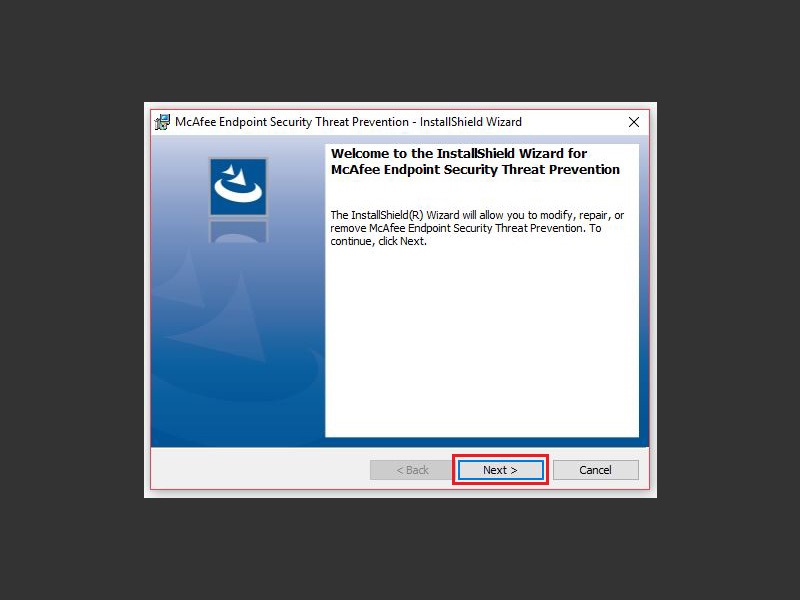 McAfee Endpoint Security Threat Prevention - InstallShield Wizard
Welcome to the InstallShield Wizard for
McAfee Endpoint Security Threat Prevention
The InstallShield(R) Wizard will allow you to modify, repair, or
remove McAfee Endpoint Security Threat Prevention. To
continue, click Next.
< Back
Next >
Cancel